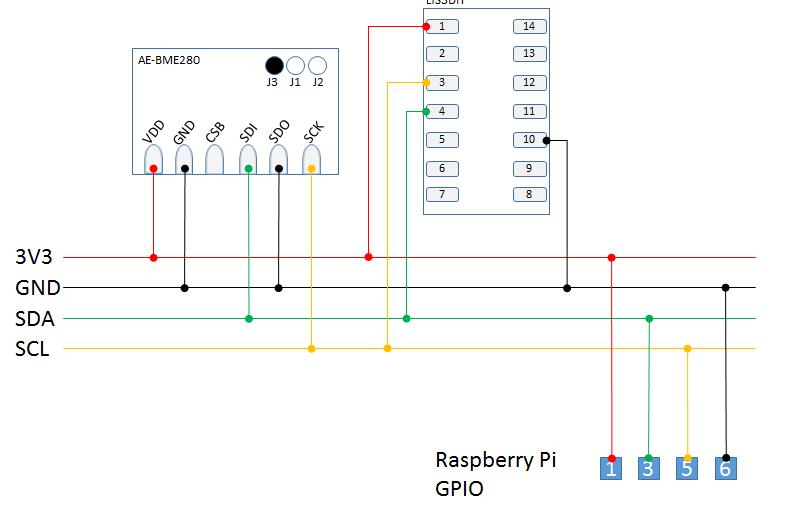 LIS3DH
AE-BME280
J3 J1 J2
VDD GND CSB SDI SDO SCK
1 14
2 13
3 12
4 11
5 10
6 9
7 8
3V3
GND
SDA
SCL
Raspberry Pi
GPIO
1 3 5 6